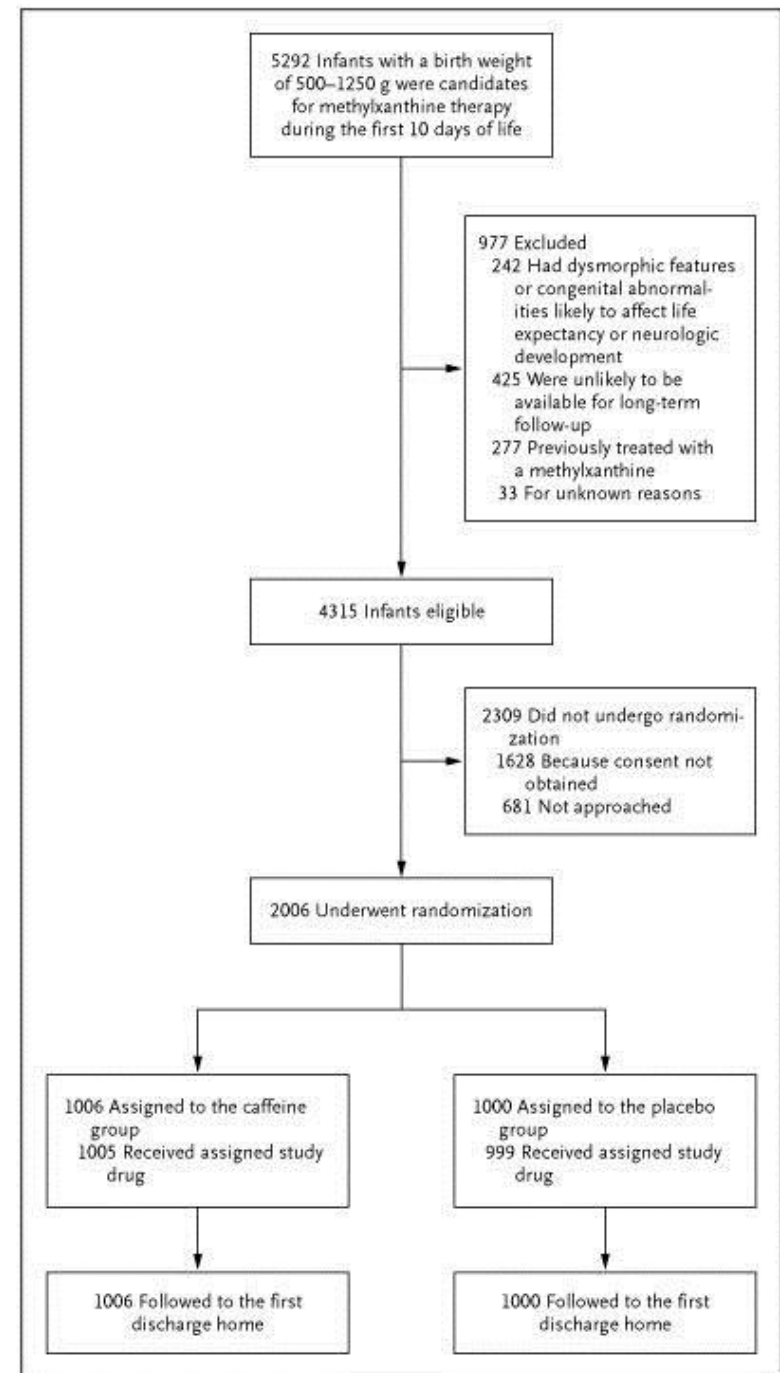 5292 Infants with a birth weight
of 500–1250 g were candidates
for methylxanthine therapy
during the first 10 days of life
977 Excluded
242 Had dysmorphic features
or congenital abnormal-
ities likely to affect life
expectancy or neurologic
development
425 Were unlikely to be
available for long-term
follow-up
277 Previously treated with
a methylxanthine
33 For unknown reasons
4315 Infants eligible
2309 Did not undergo randomi-
zation
1628 Because consent not
obtained
681 Not approached
2006 Underwent randomization
1006 Assigned to the caffeine
group
1005 Received assigned study
drug
1000 Assigned to the placebo
group
999 Received assigned study
drug
1006 Followed to the first
discharge home
1000 Followed to the first
discharge home